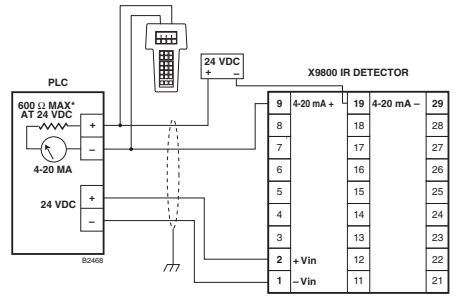 24 VDC
+ –
PLC
X9800 IR DETECTOR
600 Ω MAX*
AT 24 VDC
+
–
4-20 MA
24 VDC
+
–
B2468
9 4-20 mA + 19 4-20 mA – 29
8 18 28
7 17 27
6 16 26
5 15 25
4 14 24
3 13 23
2 + Vin 12 22
1 – Vin 11 21